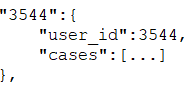 "3544":{
"user_id":3544,
"cases":[...]
},